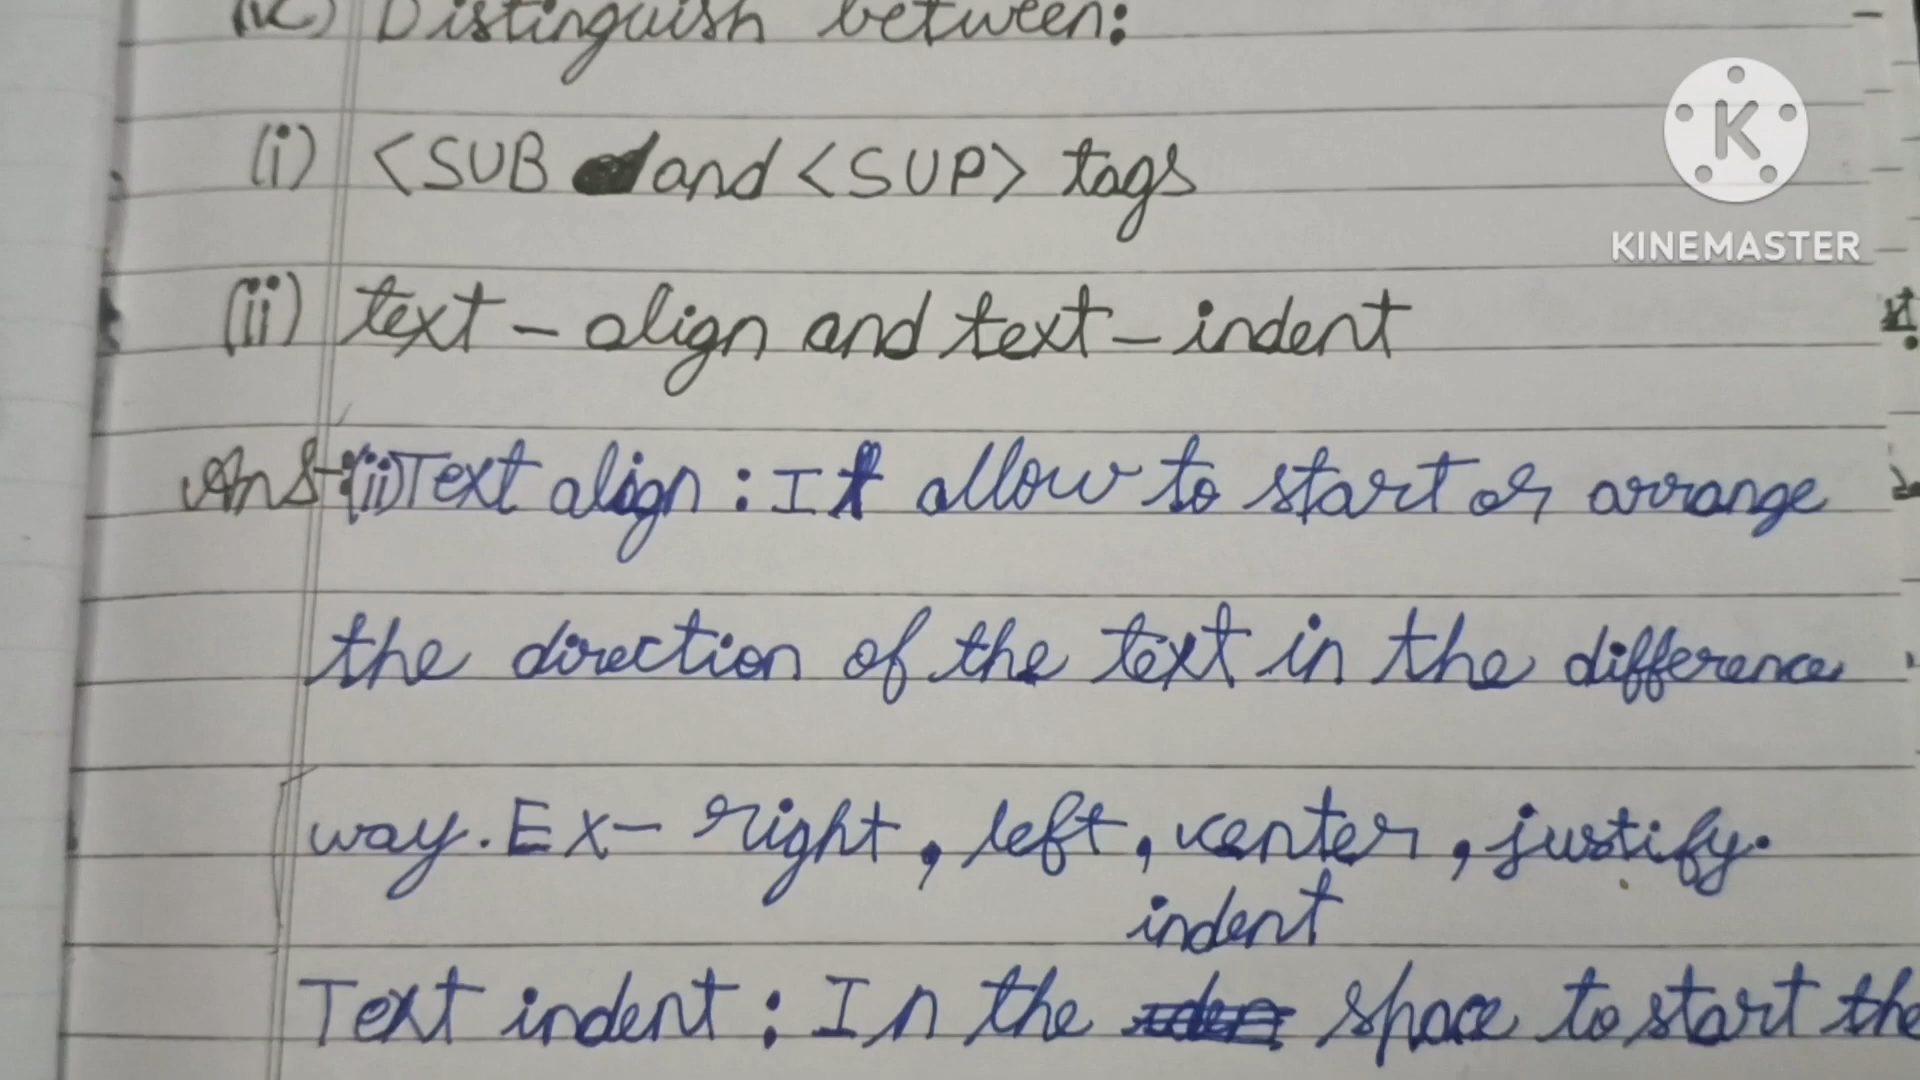 Distinguish between:
(i) <SUB and <SUP> tags
(ii) text-align and text-indent
Ans-(ii) Text align : It allow to start or arrange
the direction of the text in the difference
way. Ex- right, left, center, justify.
indent
Text indent : In the space to start the
K
KINEMASTER